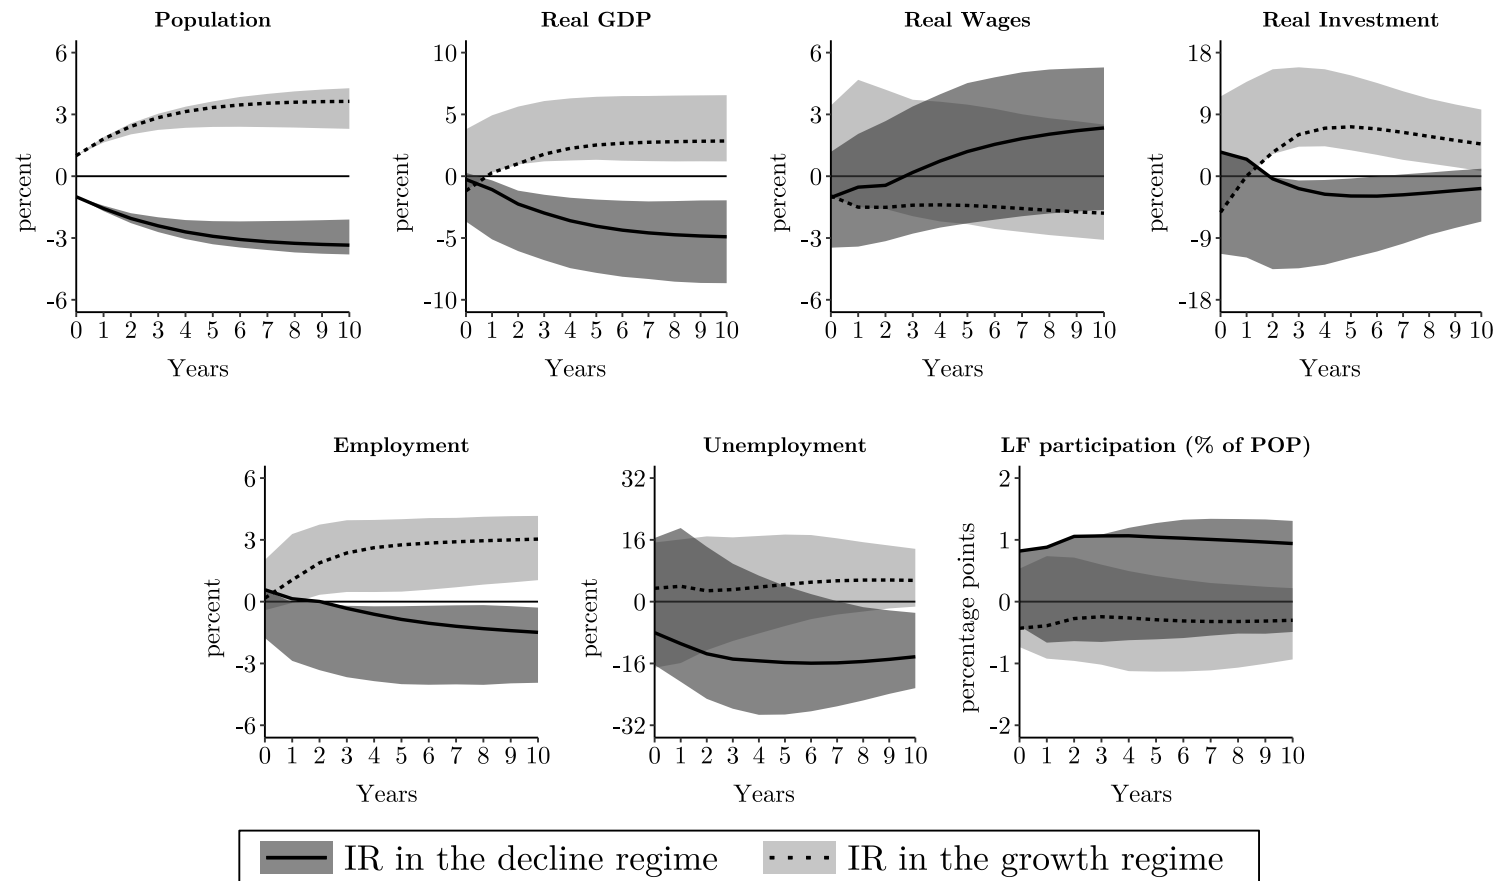 Population
6
3
0
-3
-6
percent
0 1 2 3 4 5 6 7 8 9 10
Years
Real GDP
10
5
0
-5
-10
percent
0 1 2 3 4 5 6 7 8 9 10
Years
Real Wages
6
3
0
-3
-6
percent
0 1 2 3 4 5 6 7 8 9 10
Years
Real Investment
18
9
0
-9
-18
percent
0 1 2 3 4 5 6 7 8 9 10
Years
Employment
6
3
0
-3
-6
percent
0 1 2 3 4 5 6 7 8 9 10
Years
Unemployment
32
16
0
-16
-32
percent
0 1 2 3 4 5 6 7 8 9 10
Years
LF participation (% of POP)
2
1
0
-1
-2
percentage points
0 1 2 3 4 5 6 7 8 9 10
Years
IR in the decline regime
IR in the growth regime